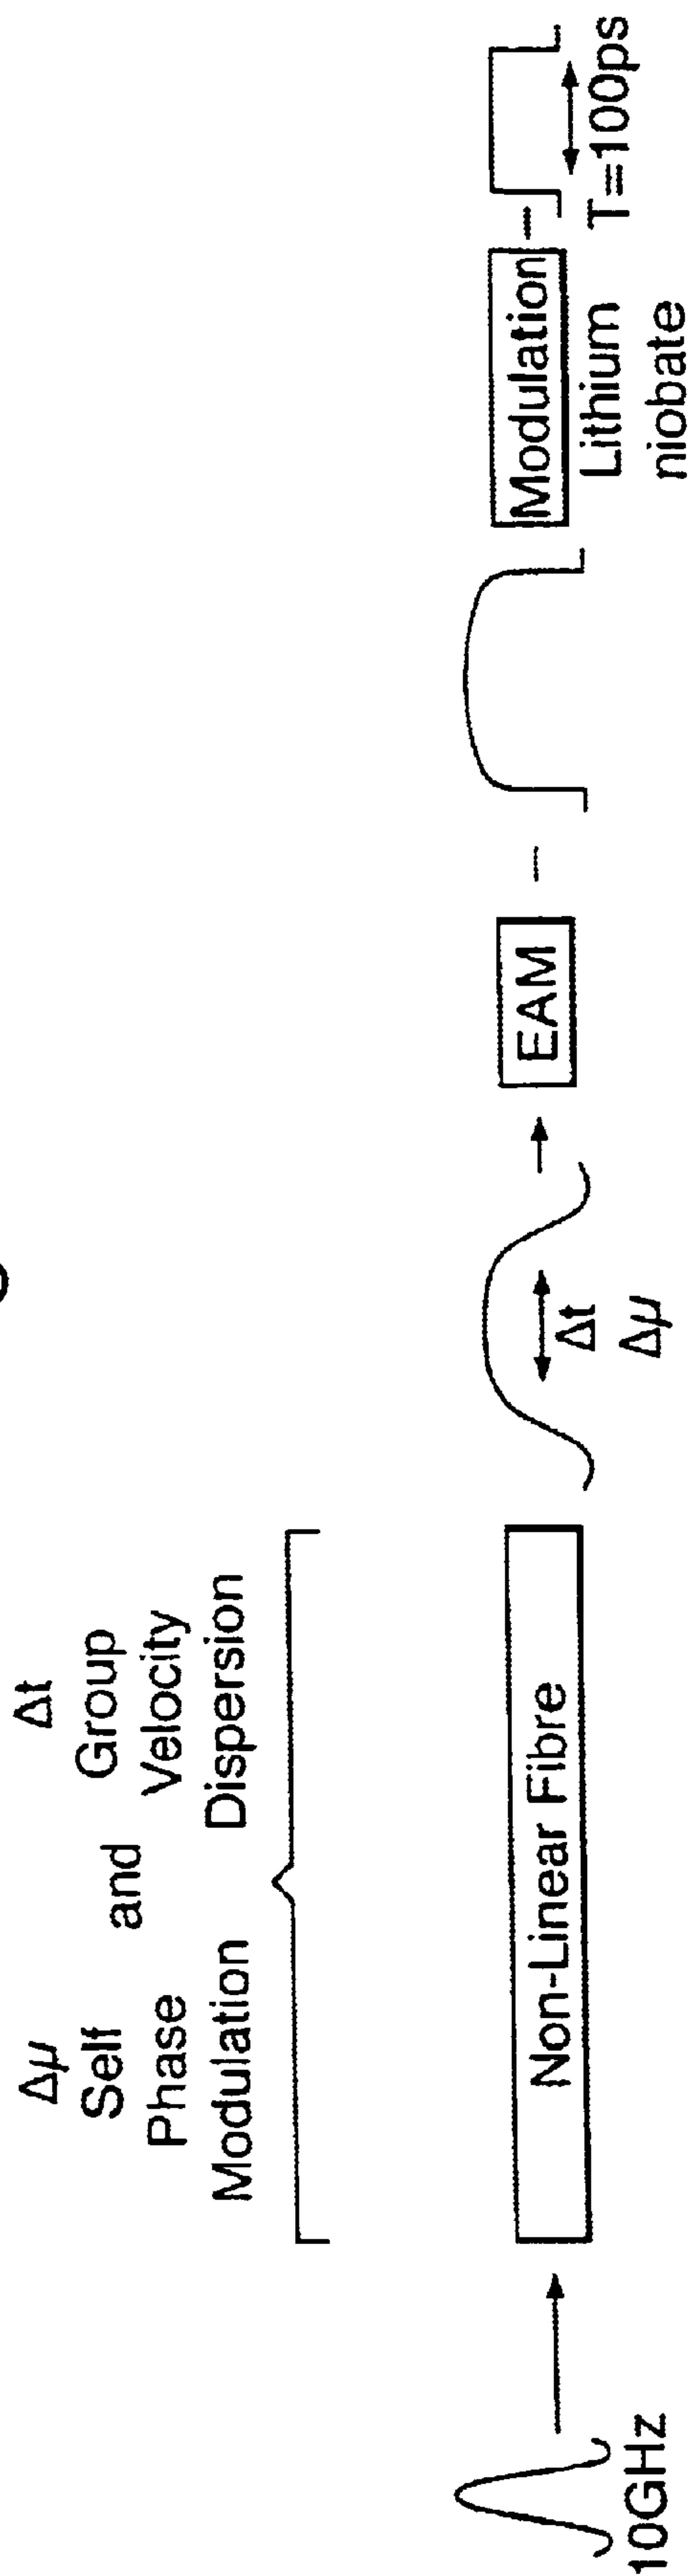 Δμ
Self
Phase
Modulation
and
Δt
Group
Velocity
Dispersion
10GHz
Non-Linear Fibre
Δt
Δμ
EAM
Modulation
Lithium
niobate
T=100ps